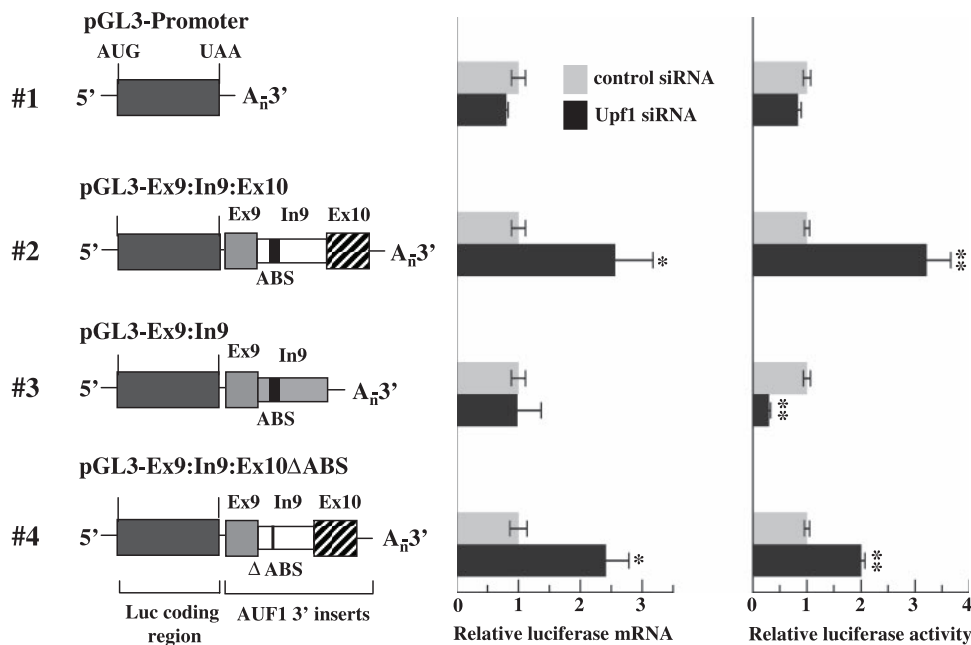 pGL3-Promoter
AUG UAA
#1 5' An̄3'
control siRNA
Upf1 siRNA
pGL3-Ex9:In9:Ex10
Ex9 In9 Ex10
#2 5' An̄3'
ABS
*
**
pGL3-Ex9:In9
Ex9 In9
#3 5' An̄3'
ABS
**
pGL3-Ex9:In9:Ex10ΔABS
Ex9 In9 Ex10
#4 5' An̄3'
Δ ABS
*
**
Luc coding
region
AUF1 3' inserts
0 1 2 3
Relative luciferase mRNA
0 1 2 3 4
Relative luciferase activity